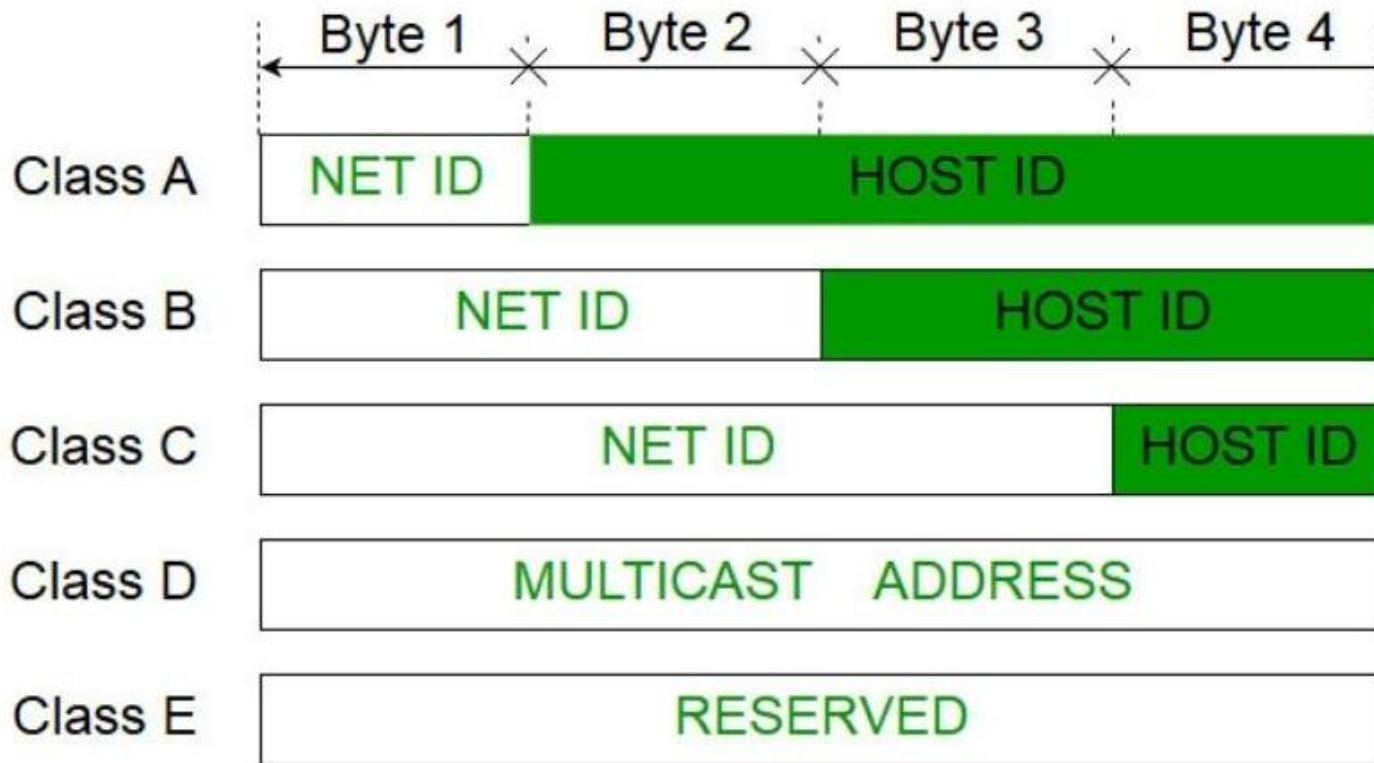 Byte 1 Byte 2 Byte 3 Byte 4
Class A NET ID HOST ID
Class B NET ID HOST ID
Class C NET ID HOST ID
Class D MULTICAST ADDRESS
Class E RESERVED